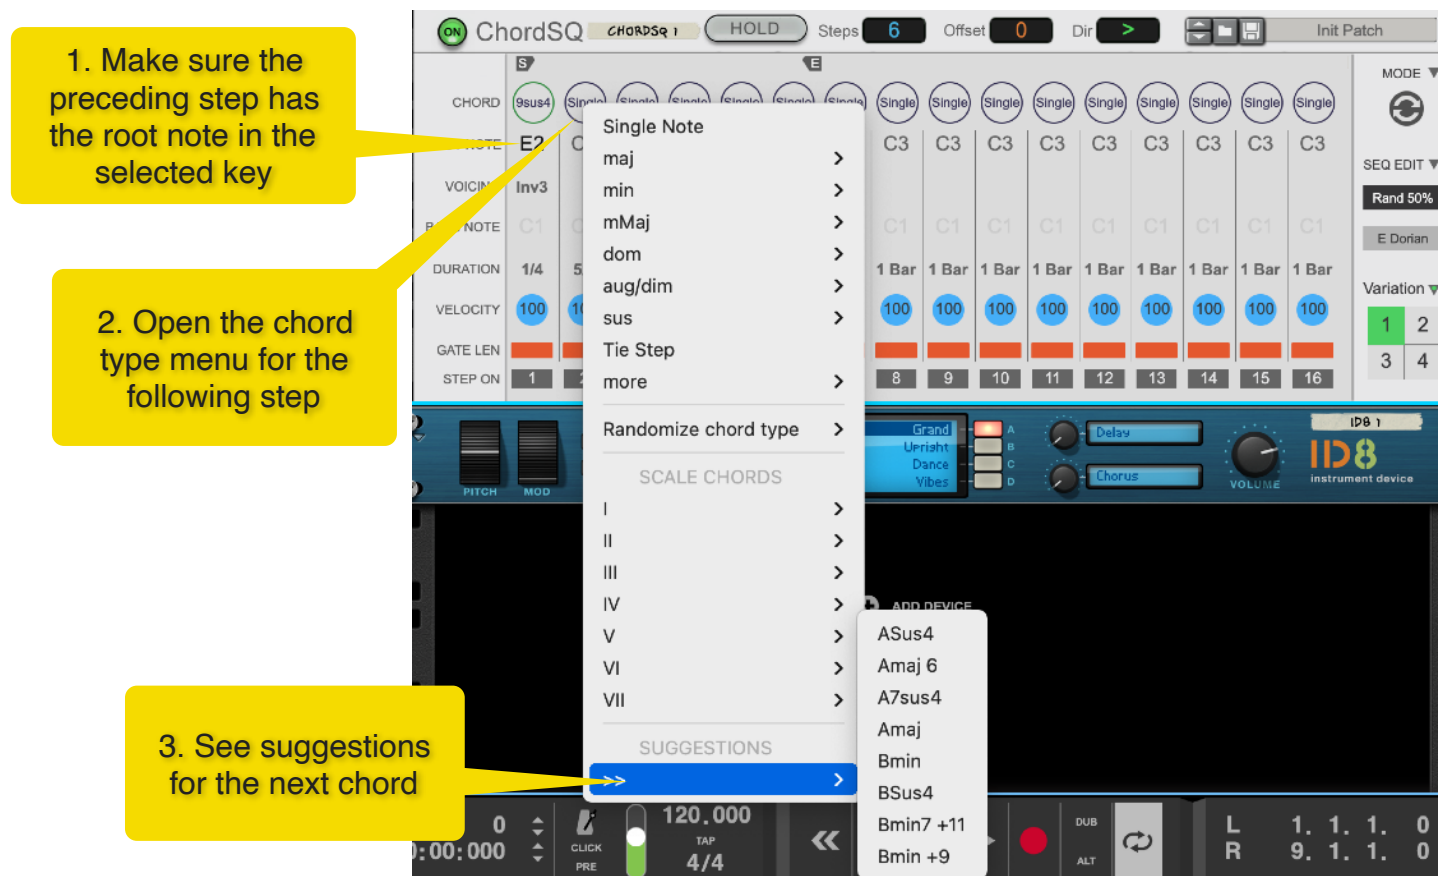 1. Make sure the
preceding step has
the root note in the
selected key
2. Open the chord
type menu for the
following step
3. See suggestions
for the next chord
ON ChordSQ CHORDSQ 1 HOLD Steps 6 Offset 0 Dir > Init Patch
S E
CHORD 9sus4 Single Single Single Single Single Single Single Single Single Single Single Single Single Single Single
NOTE E2 C3 C3 C3 C3 C3 C3 C3 C3 C3
VOICING Inv3
NOTE C1 C1 C1 C1 C1 C1 C1 C1 C1 C1
DURATION 1/4 1 Bar 1 Bar 1 Bar 1 Bar 1 Bar 1 Bar 1 Bar 1 Bar 1 Bar
VELOCITY 100 100 100 100 100 100 100 100 100 100
GATE LEN
STEP ON 1 8 9 10 11 12 13 14 15 16
MODE
SEQ EDIT
Rand 50%
E Dorian
Variation
1 2
3 4
Single Note
maj
min
mMaj
dom
aug/dim
sus
Tie Step
more
Randomize chord type
SCALE CHORDS
I
II
III
IV
V
VI
VII
SUGGESTIONS
>>
ASus4
Amaj 6
A7sus4
Amaj
Bmin
BSus4
Bmin7 +11
Bmin +9
PITCH MOD
Grand A
Upright B
Dance C
Vibes D
Delay
Chorus
VOLUME
ID8 1
ID8
instrument device
ADD DEVICE
0
0:00:000
CLICK
PRE
120.000
TAP
4/4
DUB
ALT
L 1. 1. 1. 0
R 9. 1. 1. 0